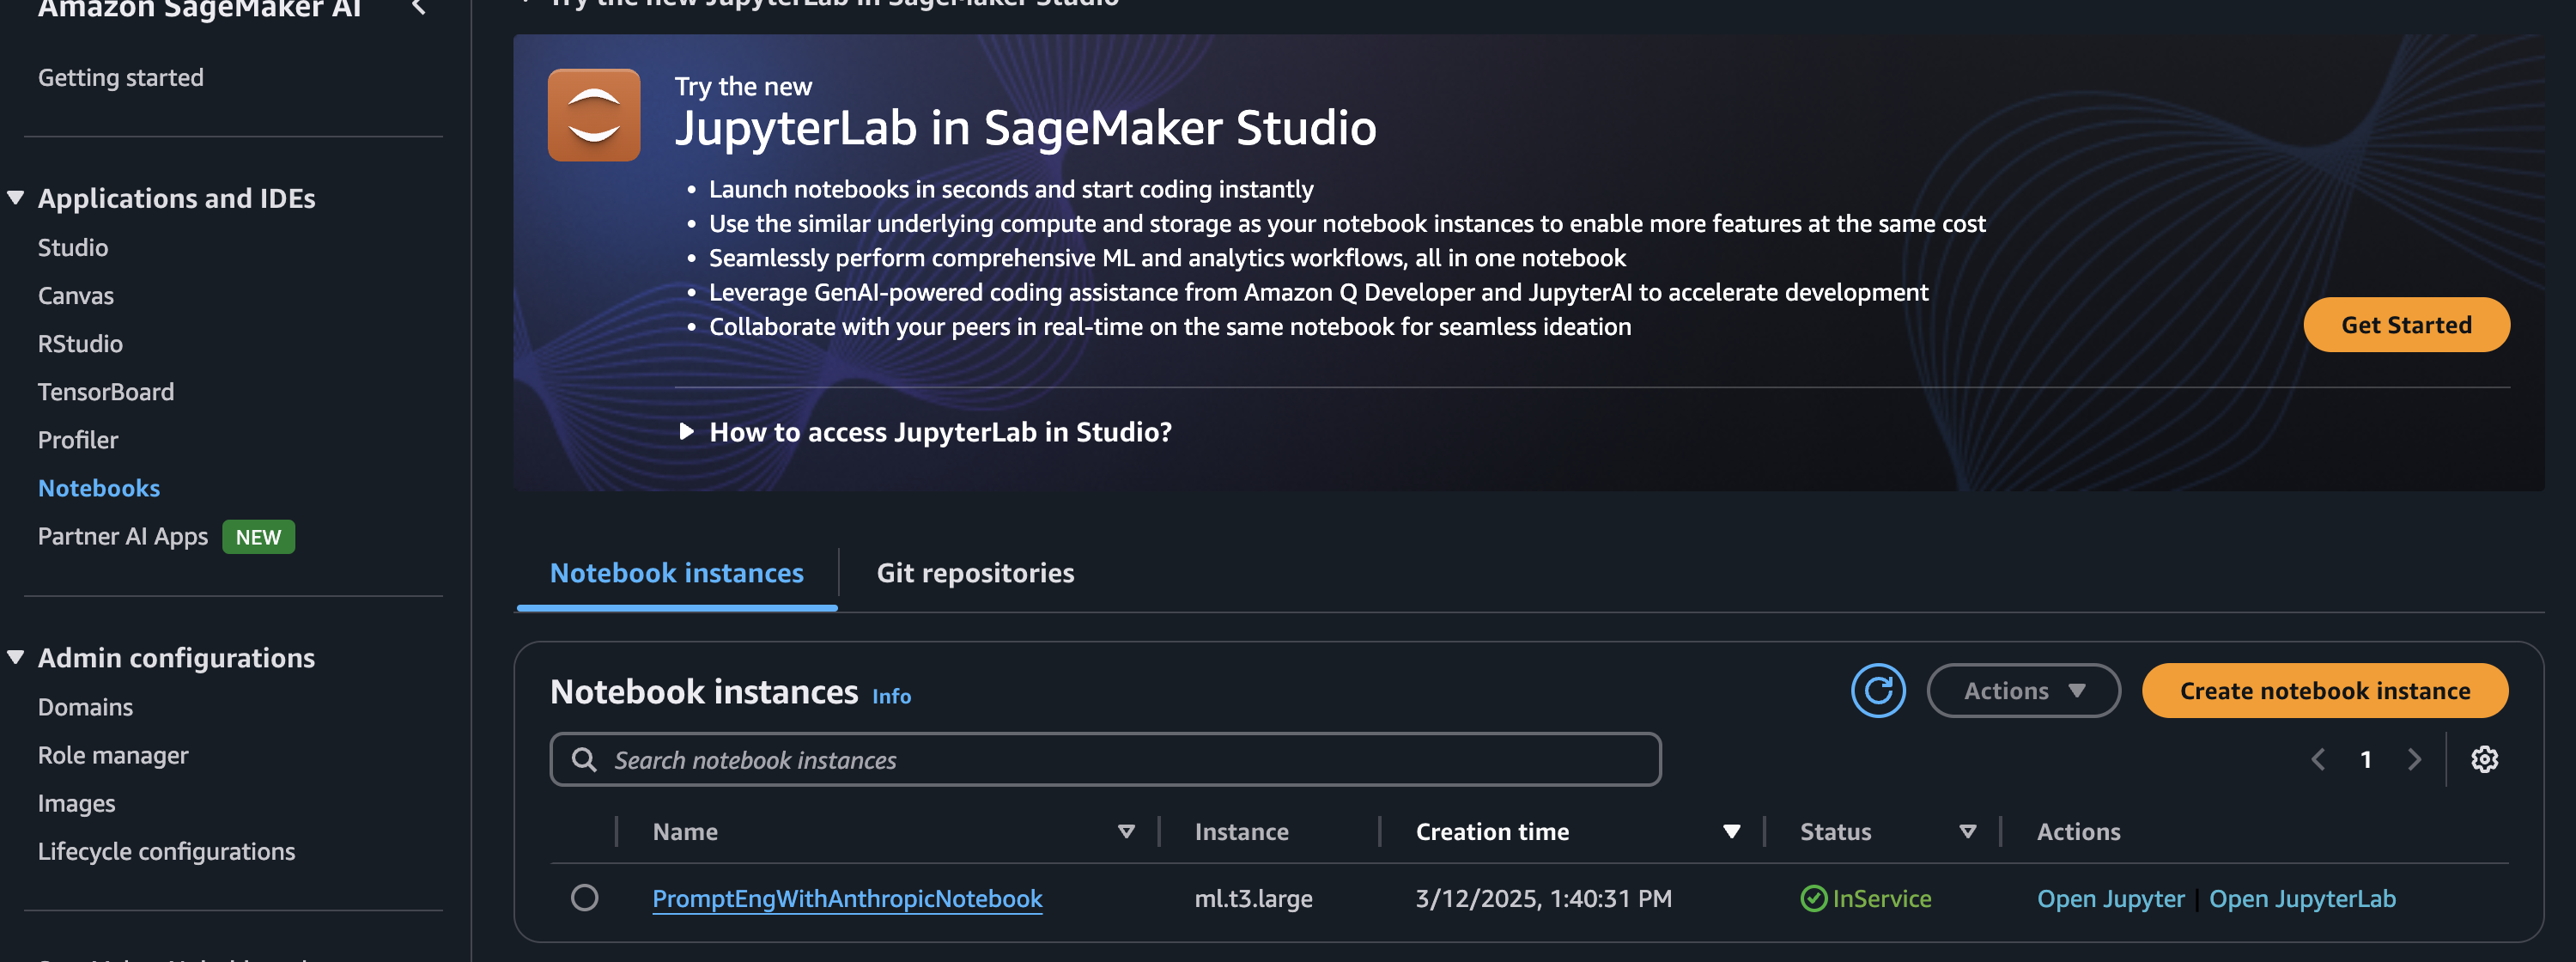 Amazon SageMaker AI
Getting started
Applications and IDEs
Studio
Canvas
RStudio
TensorBoard
Profiler
Notebooks
Partner AI Apps NEW
Admin configurations
Domains
Role manager
Images
Lifecycle configurations
Try the new JupyterLab in SageMaker Studio
Try the new
JupyterLab in SageMaker Studio
• Launch notebooks in seconds and start coding instantly
• Use the similar underlying compute and storage as your notebook instances to enable more features at the same cost
• Seamlessly perform comprehensive ML and analytics workflows, all in one notebook
• Leverage GenAI-powered coding assistance from Amazon Q Developer and JupyterAI to accelerate development
• Collaborate with your peers in real-time on the same notebook for seamless ideation
Get Started
How to access JupyterLab in Studio?
Notebook instances Git repositories
Notebook instances Info
Actions Create notebook instance
Search notebook instances
1
Name Instance Creation time Status Actions
PromptEngWithAnthropicNotebook ml.t3.large 3/12/2025, 1:40:31 PM InService Open Jupyter | Open JupyterLab